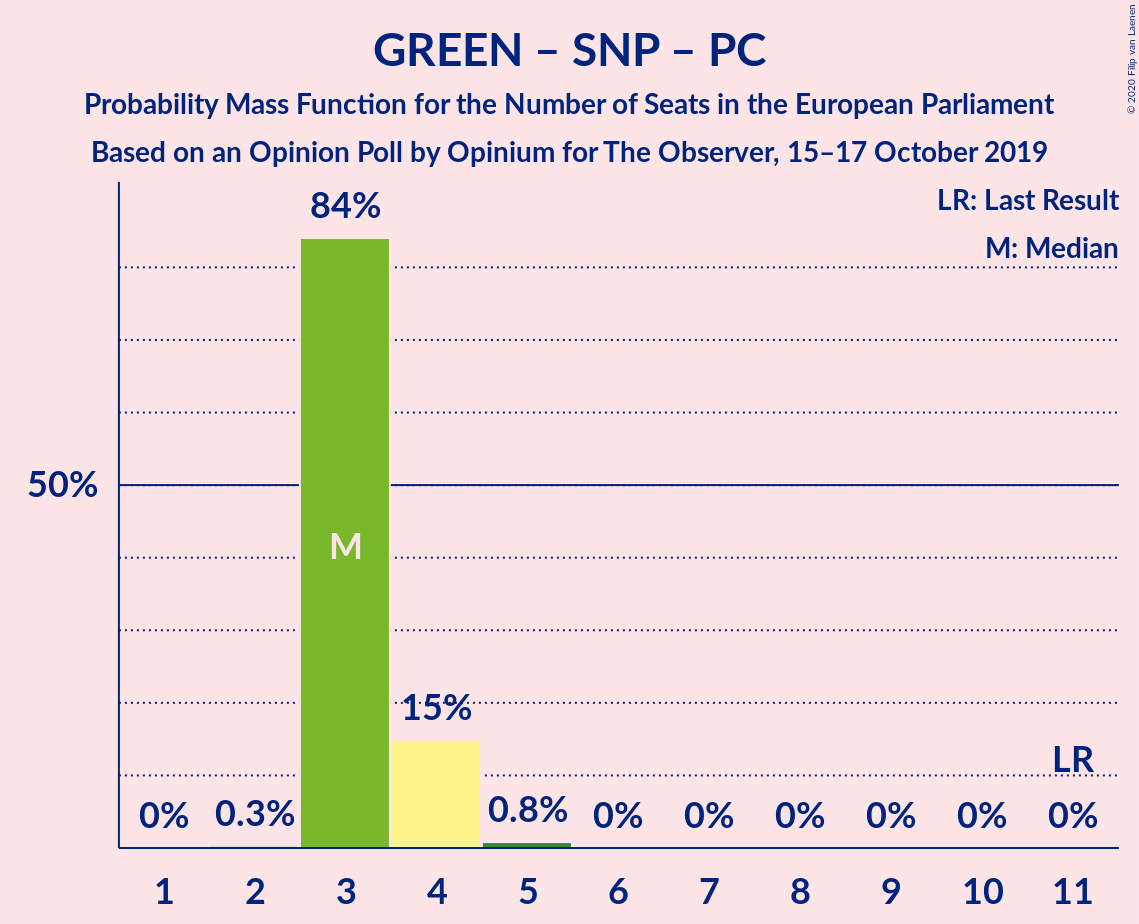 GREEN – SNP – PC
Probability Mass Function for the Number of Seats in the European Parliament
Based on an Opinion Poll by Opinium for The Observer, 15–17 October 2019
© 2020 Filip van Laenen
LR: Last Result
M: Median
84%
50%
M
15%
LR
0% 0.3% 0.8% 0% 0% 0% 0% 0% 0%
1 2 3 4 5 6 7 8 9 10 11